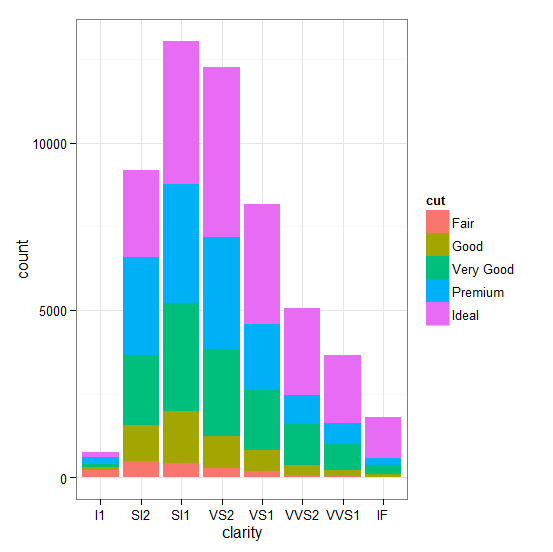 10000
5000
0
count
I1 SI2 SI1 VS2 VS1 VVS2 VVS1 IF
clarity
cut
Fair
Good
Very Good
Premium
Ideal